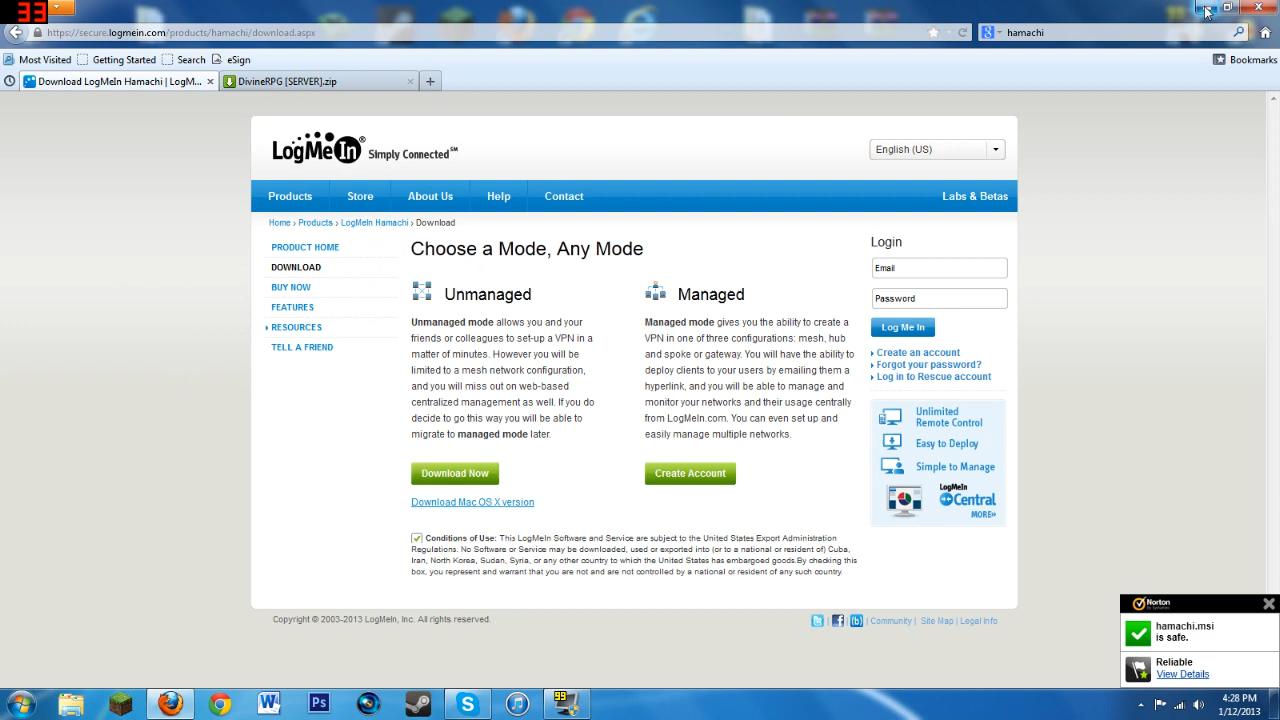 33
https://secure.logmein.com/products/hamachi/download.aspx
hamachi
Most Visited Getting Started Search eSign
Bookmarks
Download LogMeIn Hamachi | LogM...
DivineRPG [SERVER].zip
LogMeIn® Simply Connected℠
English (US)
Products Store About Us Help Contact Labs & Betas
Home › Products › LogMeIn Hamachi › Download
PRODUCT HOME
DOWNLOAD
BUY NOW
FEATURES
RESOURCES
TELL A FRIEND
Choose a Mode, Any Mode
Unmanaged
Unmanaged mode allows you and your
friends or colleagues to set-up a VPN in a
matter of minutes. However you will be
limited to a mesh network configuration,
and you will miss out on web-based
centralized management as well. If you do
decide to go this way you will be able to
migrate to managed mode later.
Download Now
Download Mac OS X version
Managed
Managed mode gives you the ability to create a
VPN in one of three configurations: mesh, hub
and spoke or gateway. You will have the ability to
deploy clients to your users by emailing them a
hyperlink, and you will be able to manage and
monitor your networks and their usage centrally
from LogMeIn.com. You can even set up and
easily manage multiple networks.
Create Account
Conditions of Use: This LogMeIn Software and Service are subject to the United States Export Administration
Regulations. No Software or Service may be downloaded, used or exported into (or to a national or resident of) Cuba,
Iran, North Korea, Sudan, Syria, or any other country to which the United States has embargoed goods.By checking this
box, you represent and warrant that you are not and are not controlled by a national or resident of any such country.
Login
Email
Password
Log Me In
Create an account
Forgot your password?
Log in to Rescue account
Unlimited
Remote Control
Easy to Deploy
Simple to Manage
LogMeIn
Central
MORE»
Copyright © 2003-2013 LogMeIn, Inc. All rights reserved.
| | | Community | Site Map | Legal Info
Norton
by Symantec
hamachi.msi
is safe.
Reliable
View Details
4:28 PM
1/12/2013